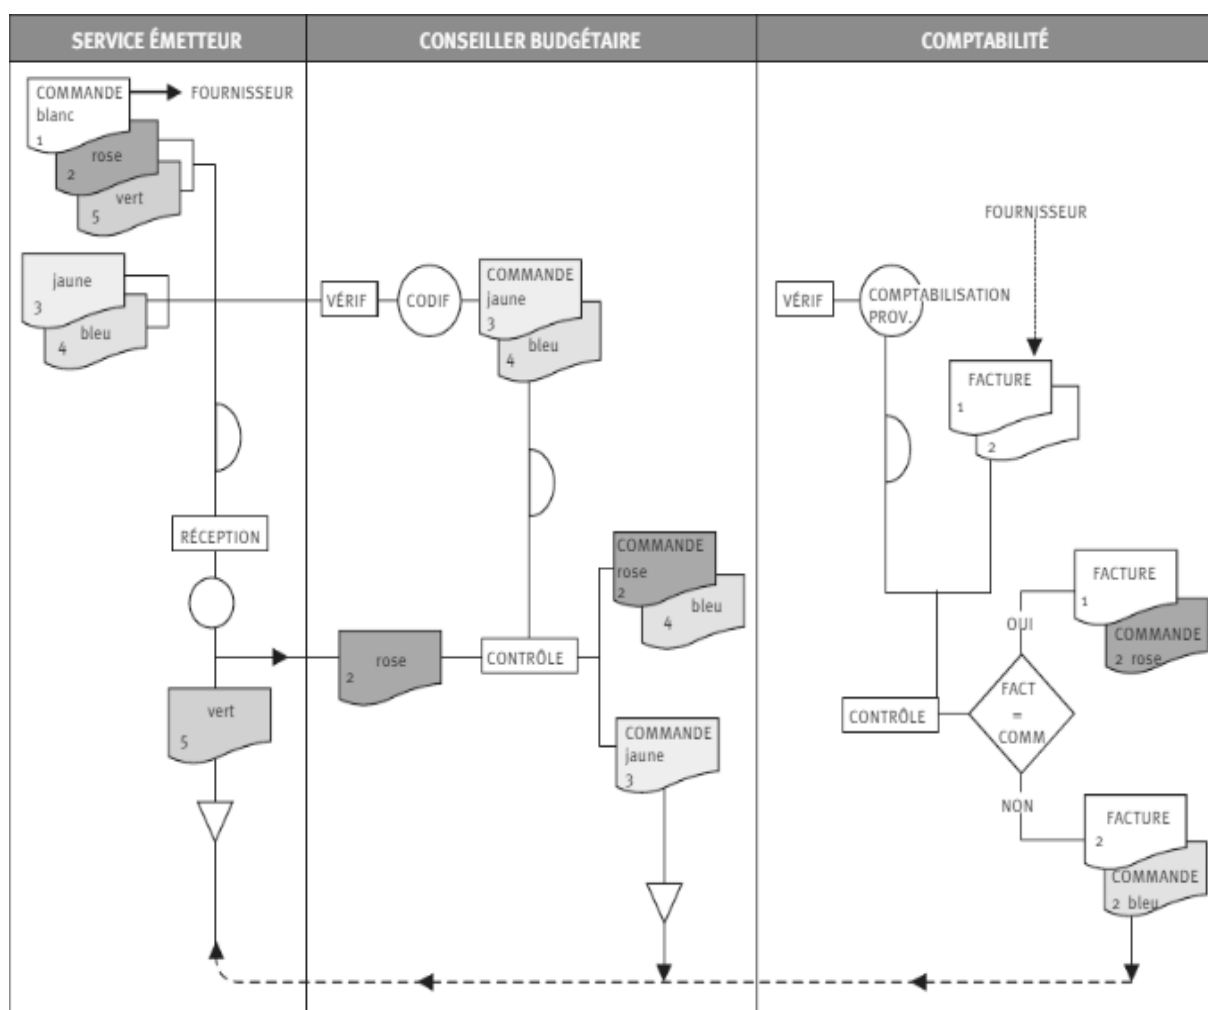 SERVICE ÉMETTEUR
CONSEILLER BUDGÉTAIRE
COMPTABILITÉ
COMMANDE
blanc
1
FOURNISSEUR
rose
2
vert
5
jaune
3
bleu
4
RÉCEPTION
vert
5
VÉRIF
CODIF
COMMANDE
jaune
3
bleu
4
rose
2
CONTRÔLE
COMMANDE
rose
2
bleu
4
COMMANDE
jaune
3
FOURNISSEUR
VÉRIF
COMPTABILISATION
PROV.
FACTURE
1
2
CONTRÔLE
FACT
=
COMM
OUI
FACTURE
1
COMMANDE
2 rose
NON
FACTURE
2
COMMANDE
2 bleu